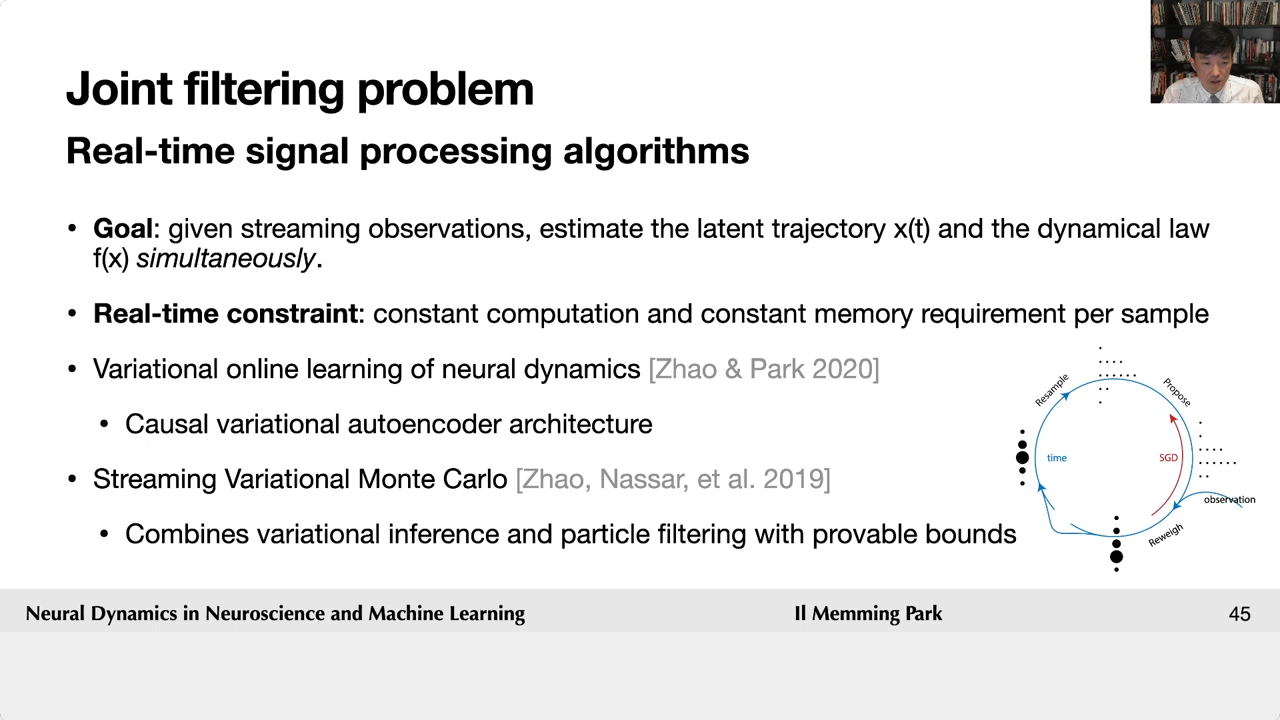 Joint filtering problem
Real-time signal processing algorithms
• Goal: given streaming observations, estimate the latent trajectory x(t) and the dynamical law
f(x) simultaneously.
• Real-time constraint: constant computation and constant memory requirement per sample
• Variational online learning of neural dynamics [Zhao & Park 2020]
• Causal variational autoencoder architecture
• Streaming Variational Monte Carlo [Zhao, Nassar, et al. 2019]
• Combines variational inference and particle filtering with provable bounds
Resample
Propose
time
SGD
observation
Reweigh
Neural Dynamics in Neuroscience and Machine Learning
Il Memming Park
45